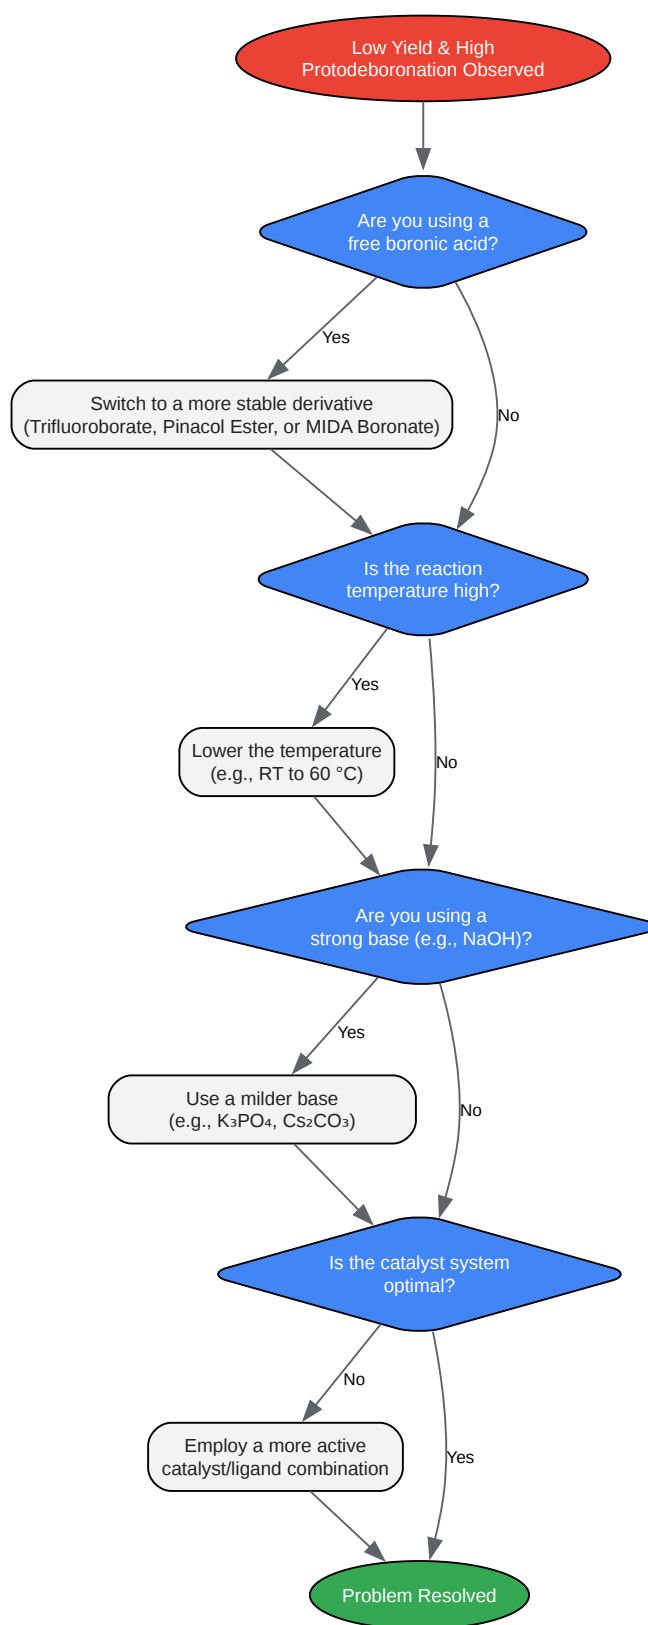 Low Yield & High
Protodeboronation Observed
Are you using a
free boronic acid?
Yes
Switch to a more stable derivative
(Trifluoroborate, Pinacol Ester, or MIDA Boronate)
No
Is the reaction
temperature high?
Yes
Lower the temperature
(e.g., RT to 60 °C)
No
Are you using a
strong base (e.g., NaOH)?
Yes
Use a milder base
(e.g., K₃PO₄, Cs₂CO₃)
No
Is the catalyst system
optimal?
No
Employ a more active
catalyst/ligand combination
Yes
Problem Resolved